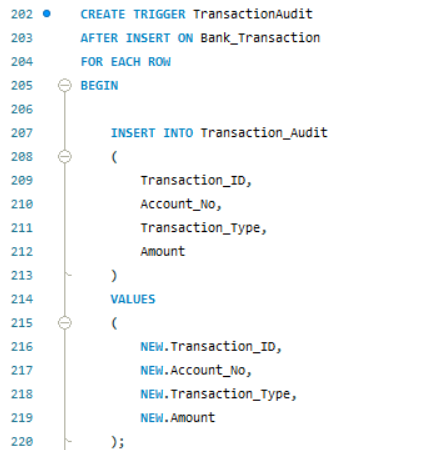 202 CREATE TRIGGER TransactionAudit
203 AFTER INSERT ON Bank_Transaction
204 FOR EACH ROW
205 BEGIN
206
207 INSERT INTO Transaction_Audit
208 (
209 Transaction_ID,
210 Account_No,
211 Transaction_Type,
212 Amount
213 )
214 VALUES
215 (
216 NEW.Transaction_ID,
217 NEW.Account_No,
218 NEW.Transaction_Type,
219 NEW.Amount
220 );